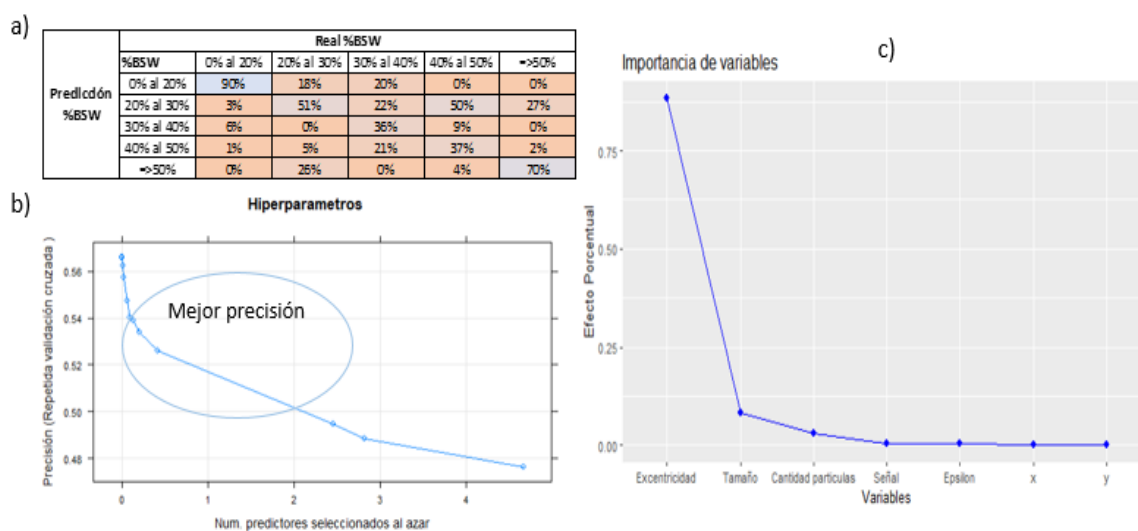 a)
Real %BSW
%BSW 0% al 20% 20% al 30% 30% al 40% 40% al 50% =>50%
Predicdón %BSW
0% al 20% 90% 18% 20% 0% 0%
20% al 30% 3% 51% 22% 50% 27%
30% al 40% 6% 0% 36% 9% 0%
40% al 50% 1% 5% 21% 37% 2%
=>50% 0% 26% 0% 4% 70%
b)
Hiperparametros
Precisión (Repetida validación cruzada )
0.56
0.54
0.52
0.50
0.48
Mejor precisión
0 1 2 3 4
Num. predictores seleccionados al azar
c)
Importancia de variables
Efecto Porcentual
0.75
0.50
0.25
0.00
Excentricidad Tamaño Cantidad particulas Señal Epsilon x y
Variables